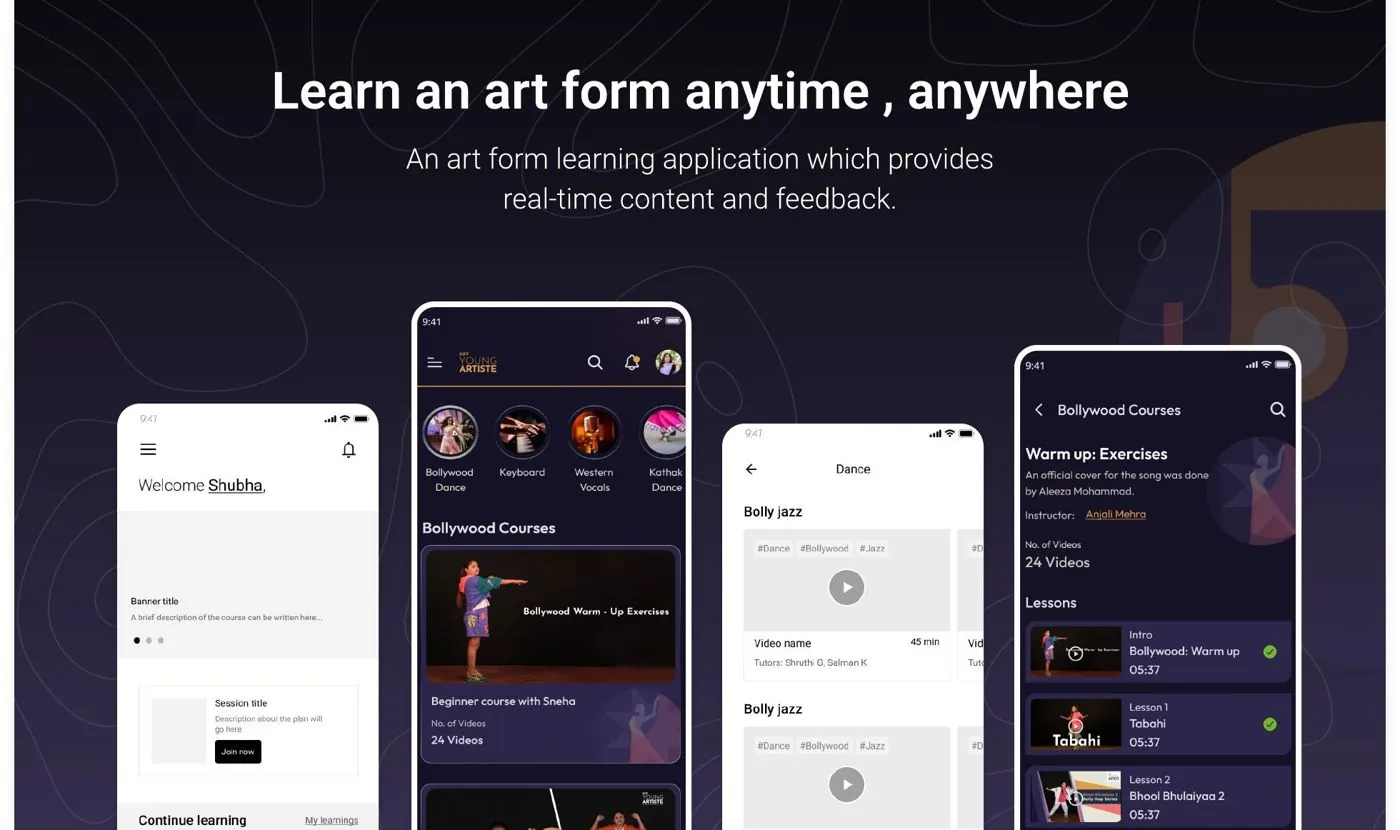 Learn an art form anytime , anywhere
An art form learning application which provides
real-time content and feedback.
9:41
Welcome Shubha,
Banner title
A brief description of the course can be written here...
Session title
Description about the plan will
go here
Join now
Continue learning
My learnings
9:41
YOUNG
ARTISTE
Bollywood
Dance
Keyboard
Western
Vocals
Kathak
Dance
Bollywood Courses
Bollywood Warm - Up Exercises
Beginner course with Sneha
No. of Videos
24 Videos
YOUNG
ARTISTE
9:41
Dance
Bolly jazz
#Dance #Bollywood #Jazz
#D
Video name
45 min
Tutors: Shruthi G, Salman K
Vid
Tuto
Bolly jazz
#Dance #Bollywood #Jazz
#D
9:41
Bollywood Courses
Warm up: Exercises
An official cover for the song was done
by Aleeza Mohammad.
Instructor: Anjali Mehra
No. of Videos
24 Videos
Lessons
Intro
Bollywood: Warm up
05:37
Tabahi
Lesson 1
Tabahi
05:37
Lesson 2
Bhool Bhulaiyaa 2
05:37